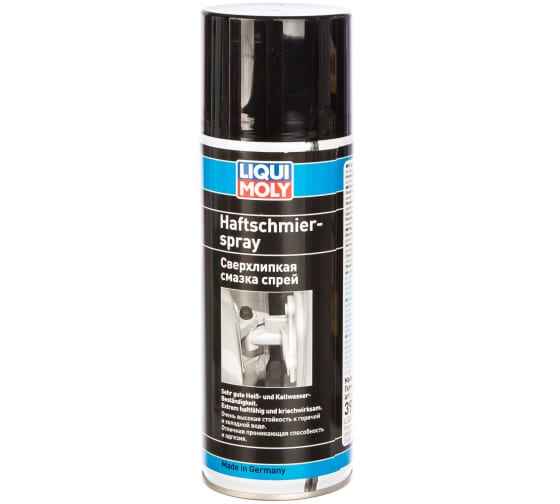 LIQUI
MOLY
Haftschmier-
spray
Сверхлипкая
смазка спрей
Sehr gute Heiß- und Kaltwasser-
Beständigkeit.
Extrem haftfähig und kriechwirksam.
Очень высокая стойкость к горячей
и холодной воде.
Отличная проникающая способность
и адгезия.
Made in Germany